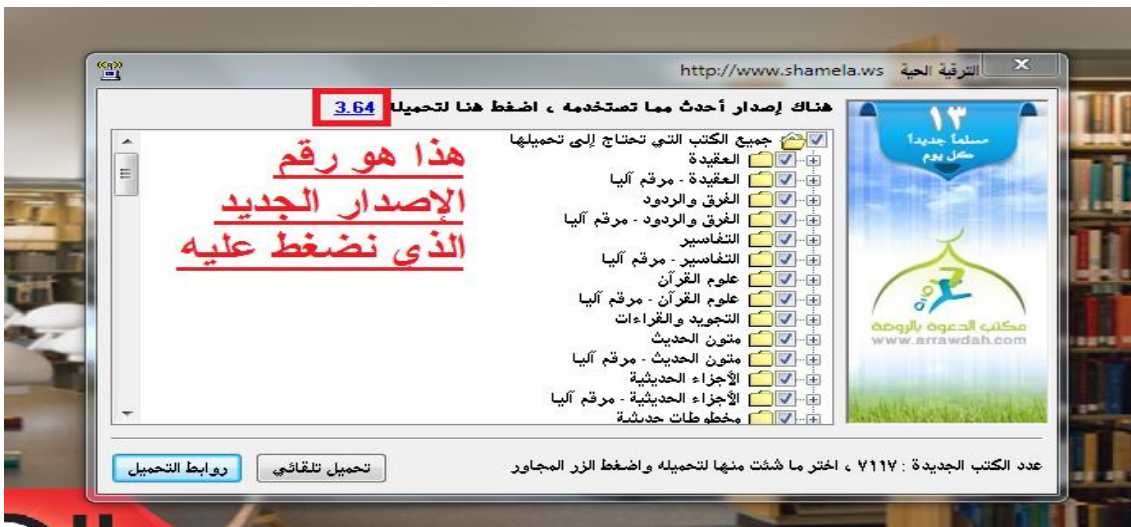 الترقية الحية http://www.shamela.ws
هناك إصدار أحدث مما تستخدمه ، اضغط هنا لتحميله 3.64
جميع الكتب التي تحتاج إلى تحميلها
العقيدة
العقيدة - مرقم آليا
الفرق والردود
الفرق والردود - مرقم آليا
التفاسير
التفاسير - مرقم آليا
علوم القرآن
علوم القرآن - مرقم آليا
التجويد والقراءات
متون الحديث
متون الحديث - مرقم آليا
الأجزاء الحديثية
الأجزاء الحديثية - مرقم آليا
مخطوطات حديثية
هذا هو رقم
الإصدار الجديد
الذي نضغط عليه
١٣
مسلماً جديداً
كل يوم
مكتب الدعوة بالروضة
www.arrawdah.com
عدد الكتب الجديدة : ٧١١٧ ، اختر ما شئت منها لتحميله واضغط الزر المجاور
تحميل تلقائي
روابط التحميل